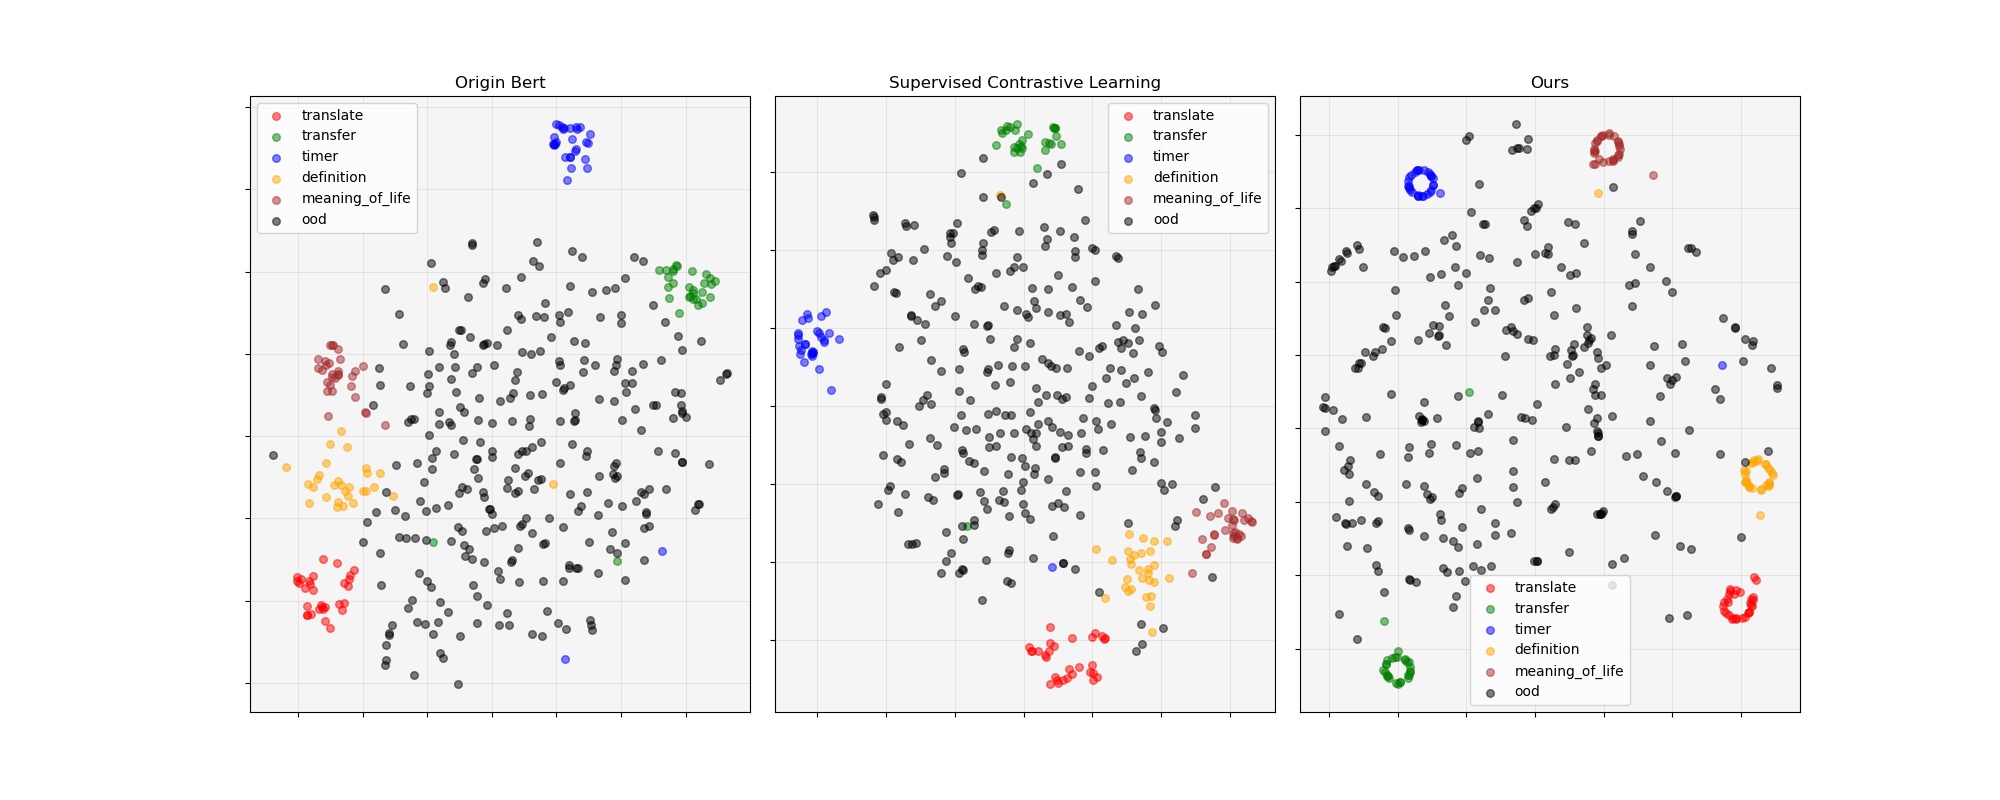 Origin Bert
translate
transfer
timer
definition
meaning_of_life
ood
Supervised Contrastive Learning
translate
transfer
timer
definition
meaning_of_life
ood
Ours
translate
transfer
timer
definition
meaning_of_life
ood